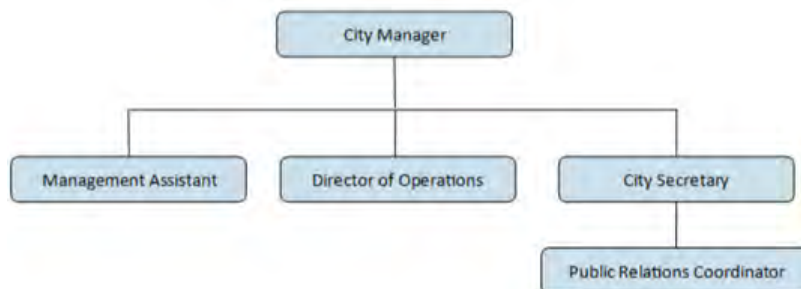 City Manager
Management Assistant
Director of Operations
City Secretary
Public Relations Coordinator